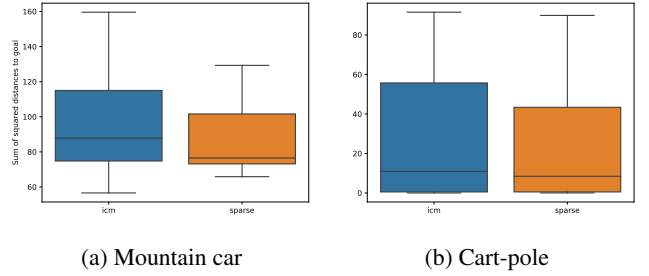 Sum of squared distances to goal
160
140
120
100
80
60
icm
sparse
(a) Mountain car
80
60
40
20
0
icm
sparse
(b) Cart-pole